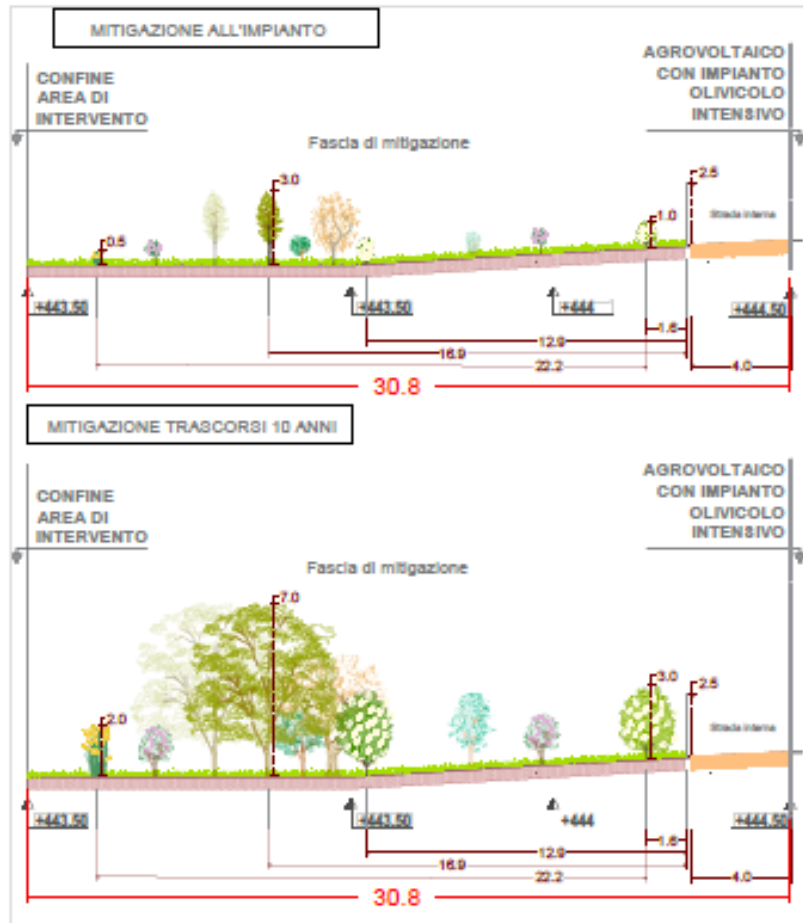 MITIGAZIONE ALL'IMPIANTO
CONFINE
AREA DI
INTERVENTO
AGROVOLTAICO
CON IMPIANTO
OLIVICOLO
INTENSIVO
Fascia di mitigazione
0.5
3.0
1.0
2.5
Strada interna
+443.50
+443.50
+444
+444.50
1.6
12.9
16.9
22.2
4.0
30.8
MITIGAZIONE TRASCORSI 10 ANNI
CONFINE
AREA DI
INTERVENTO
AGROVOLTAICO
CON IMPIANTO
OLIVICOLO
INTENSIVO
Fascia di mitigazione
2.0
7.0
3.0
2.5
Strada interna
+443.50
+443.50
+444
+444.50
1.6
12.9
16.9
22.2
4.0
30.8